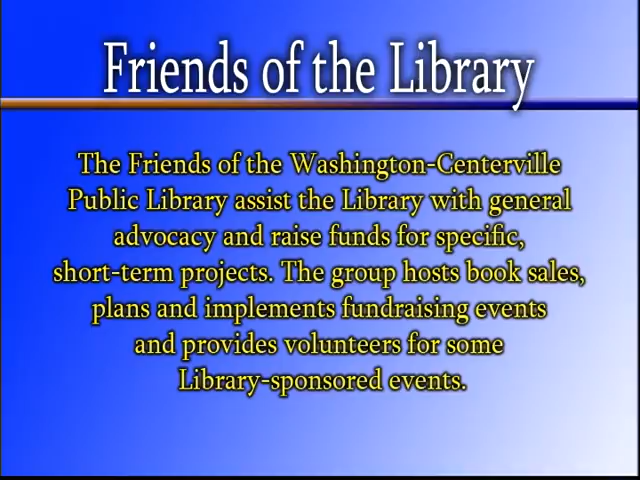 Friends of the Library
The Friends of the Washington-Centerville
Public Library assist the Library with general
advocacy and raise funds for specific,
short-term projects. The group hosts book sales,
plans and implements fundraising events
and provides volunteers for some
Library-sponsored events.